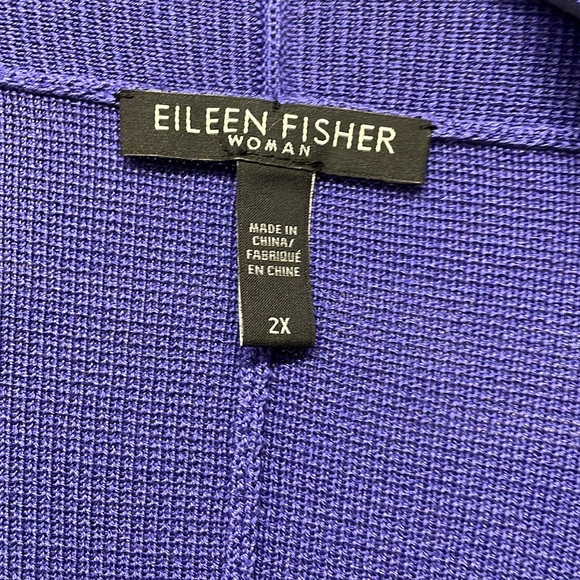 EILEEN FISHER
WOMAN
MADE IN
CHINA/
FABRIQUÉ
EN CHINE
2X